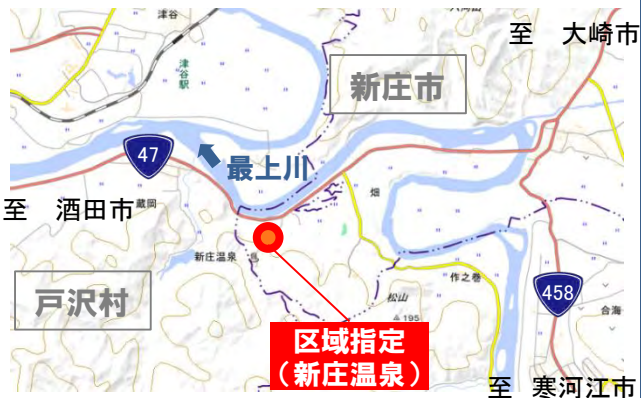 津谷
至 大崎市
津谷駅
新庄市
47
最上川
至 酒田市
蔵岡
畑
新庄温泉
戸沢村
作之巻
松山
195
458
合海
区域指定
(新庄温泉)
至 寒河江市